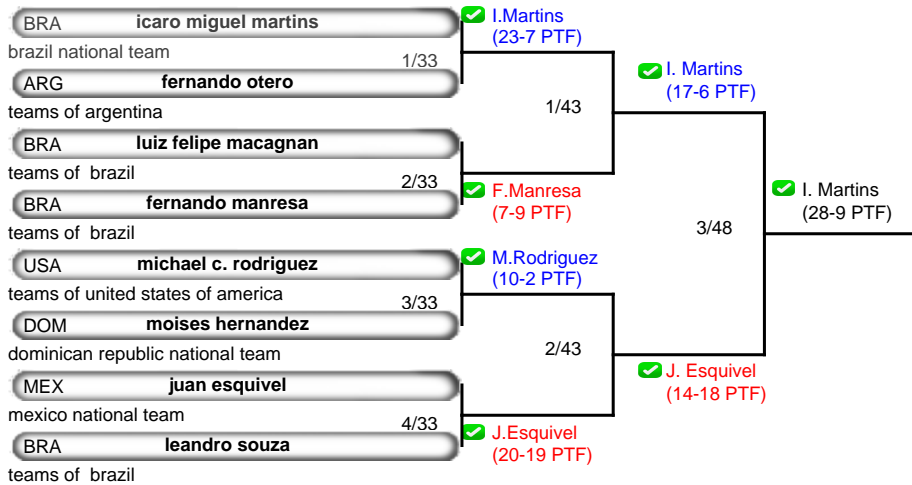 BRA icaro miguel martins
brazil national team
1/33
ARG fernando otero
teams of argentina
BRA luiz felipe macagnan
teams of  brazil
2/33
BRA fernando manresa
teams of  brazil
USA michael c. rodriguez
teams of united states of america
3/33
DOM moises hernandez
dominican republic national team
MEX juan esquivel
mexico national team
4/33
BRA leandro souza
teams of  brazil
I.Martins
(23-7 PTF)
1/43
F.Manresa
(7-9 PTF)
M.Rodriguez
(10-2 PTF)
2/43
J.Esquivel
(20-19 PTF)
I. Martins
(17-6 PTF)
3/48
J. Esquivel
(14-18 PTF)
I. Martins
(28-9 PTF)